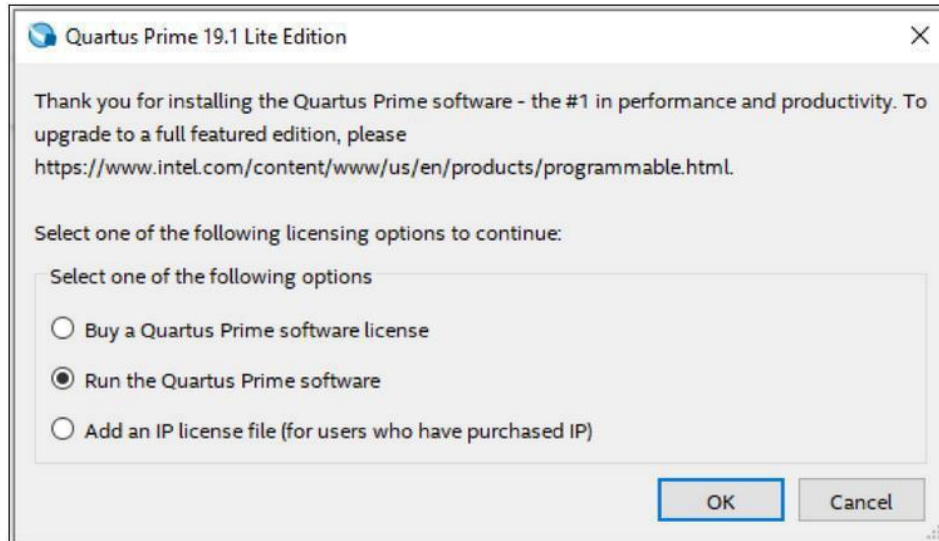 Quartus Prime 19.1 Lite Edition
Thank you for installing the Quartus Prime software - the #1 in performance and productivity. To
upgrade to a full featured edition, please
https://www.intel.com/content/www/us/en/products/programmable.html.
Select one of the following licensing options to continue:
Select one of the following options
Buy a Quartus Prime software license
Run the Quartus Prime software
Add an IP license file (for users who have purchased IP)
OK Cancel